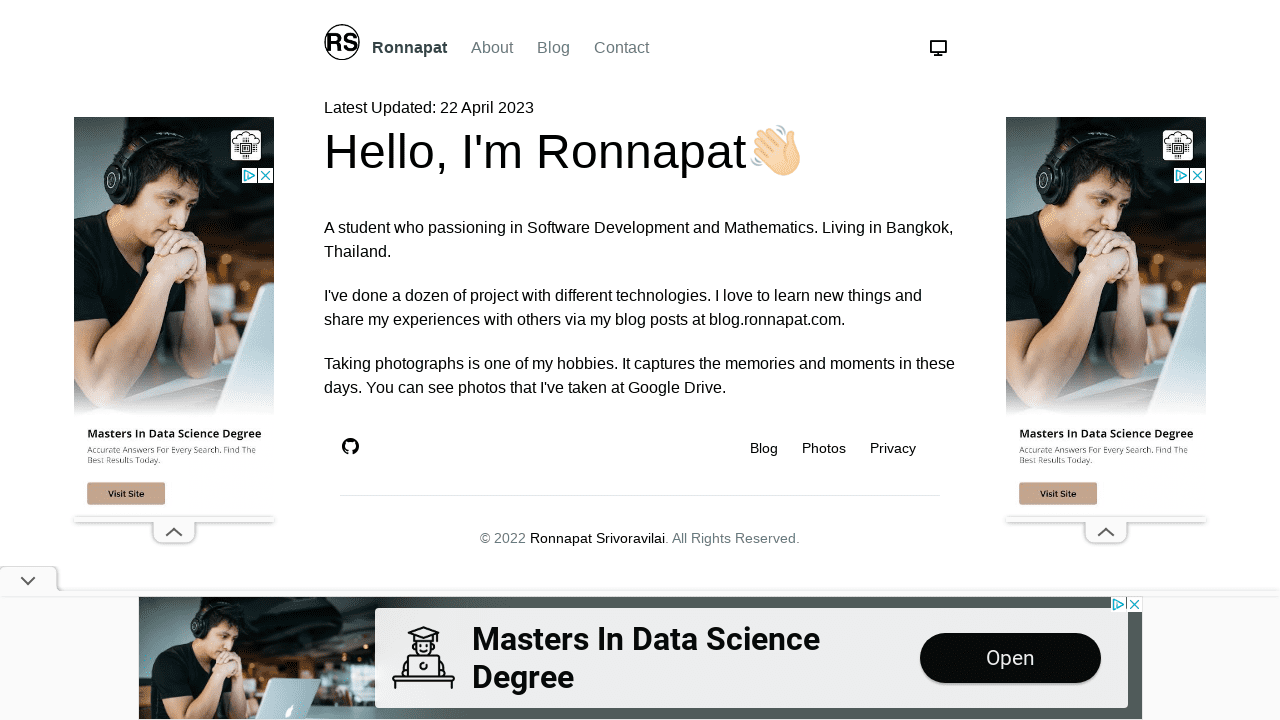 RS
Ronnapat
About
Blog
Contact
Latest Updated: 22 April 2023
Hello, I'm Ronnapat
A student who passioning in Software Development and Mathematics. Living in Bangkok,
Thailand.
I've done a dozen of project with different technologies. I love to learn new things and
share my experiences with others via my blog posts at blog.ronnapat.com.
Taking photographs is one of my hobbies. It captures the memories and moments in these
days. You can see photos that I've taken at Google Drive.
Blog
Photos
Privacy
© 2022 Ronnapat Srivoravilai. All Rights Reserved.
Masters In Data Science Degree
Accurate Answers For Every Search. Find The
Best Results Today.
Visit Site
Masters In Data Science Degree
Accurate Answers For Every Search. Find The
Best Results Today.
Visit Site
Masters In Data Science
Degree
Open